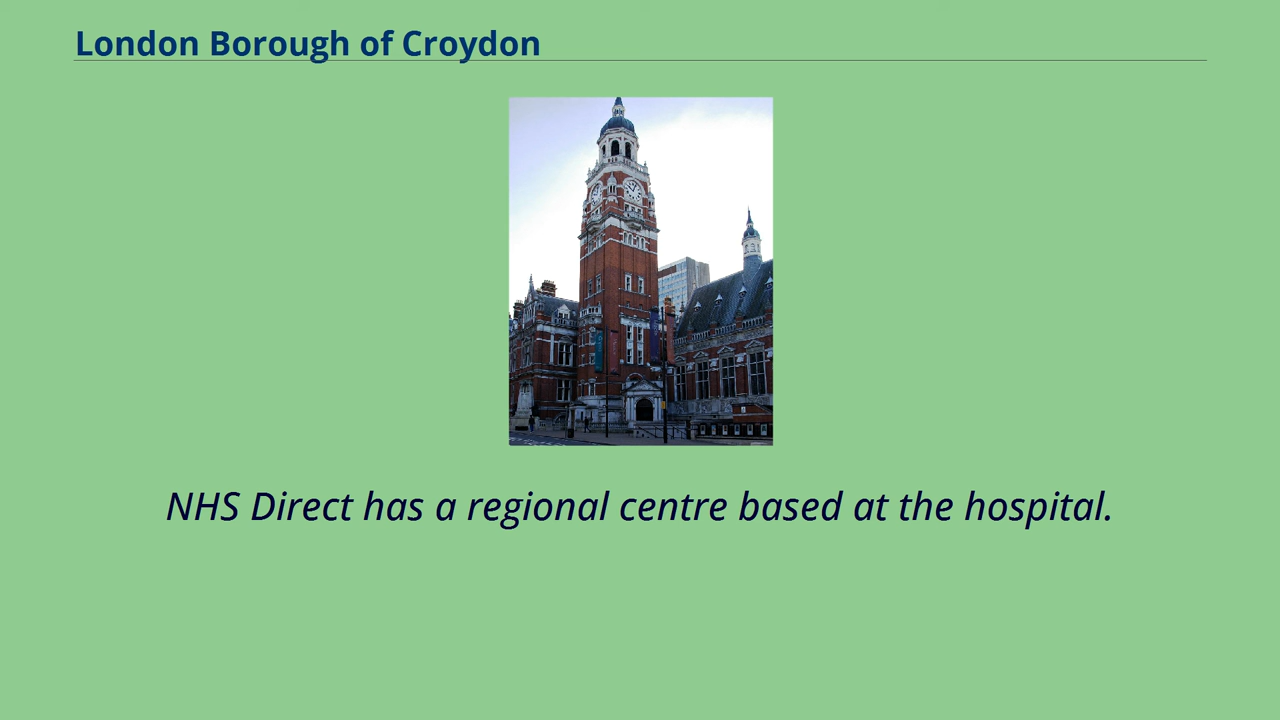 London Borough of Croydon
NHS Direct has a regional centre based at the hospital.